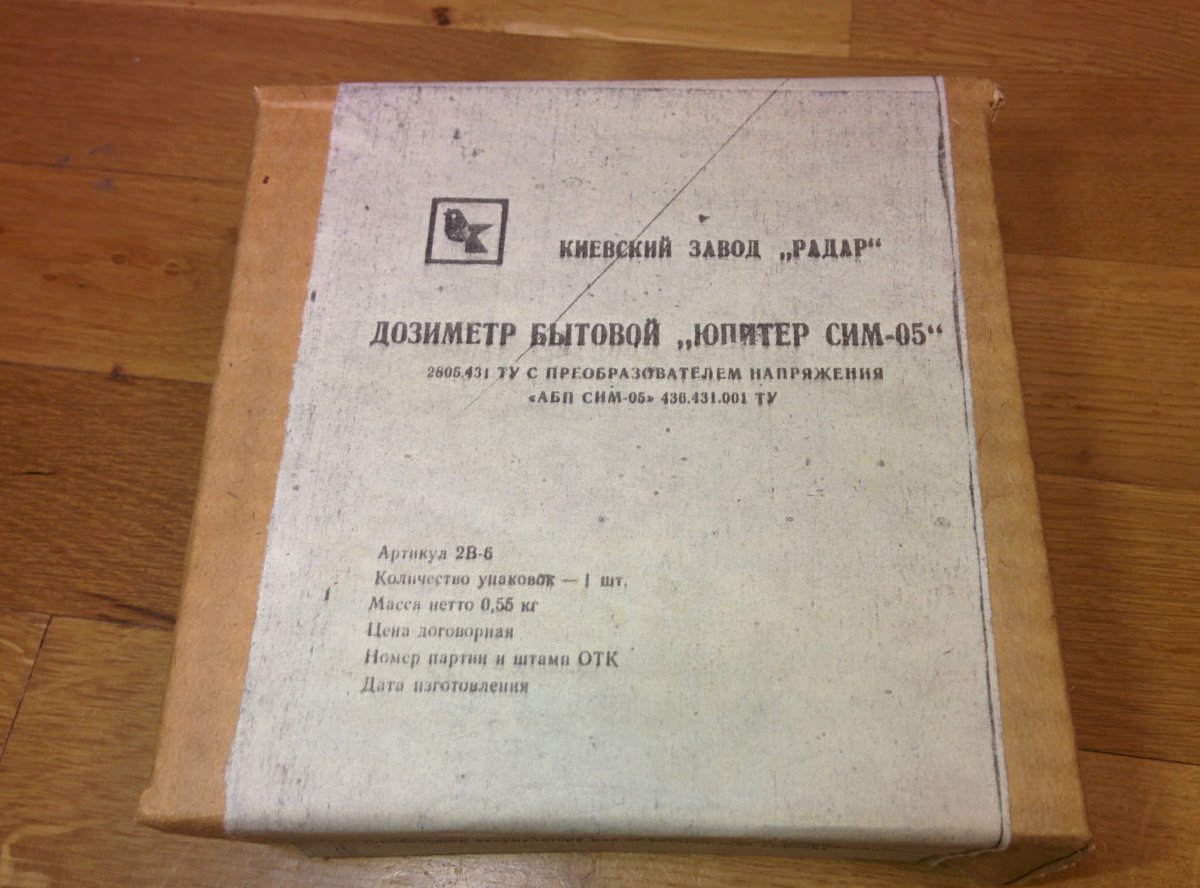 КИЕВСКИЙ ЗАВОД „РАДАР“
ДОЗИМЕТР БЫТОВОЙ „ЮПИТЕР СИМ-05“
2805.431 ТУ С ПРЕОБРАЗОВАТЕЛЕМ НАПРЯЖЕНИЯ
«АБП СИМ-05» 436.431.001 ТУ
Артикул 2В-6
Количество упаковок — 1 шт.
Масса нетто 0,55 кг
Цена договорная
Номер партии и штамп ОТК
Дата изготовления